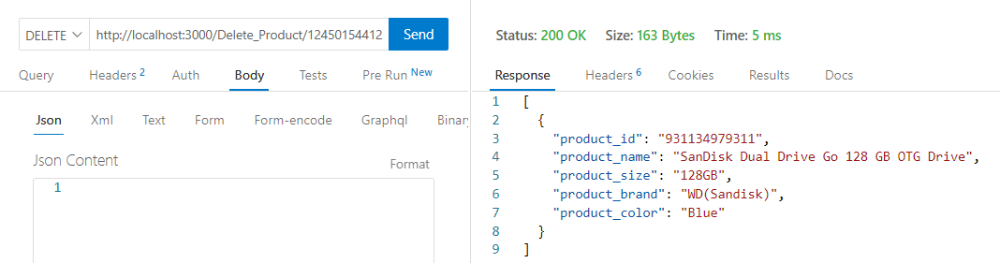 DELETE http://localhost:3000/Delete_Product/12450154412 Send
Query Headers 2 Auth Body Tests Pre Run New
Json Xml Text Form Form-encode Graphql Binary
Json Content Format
1
Status: 200 OK Size: 163 Bytes Time: 5 ms
Response Headers 6 Cookies Results Docs
1 [
2 {
3 "product_id": "931134979311",
4 "product_name": "SanDisk Dual Drive Go 128 GB OTG Drive",
5 "product_size": "128GB",
6 "product_brand": "WD(Sandisk)",
7 "product_color": "Blue"
8 }
9 ]